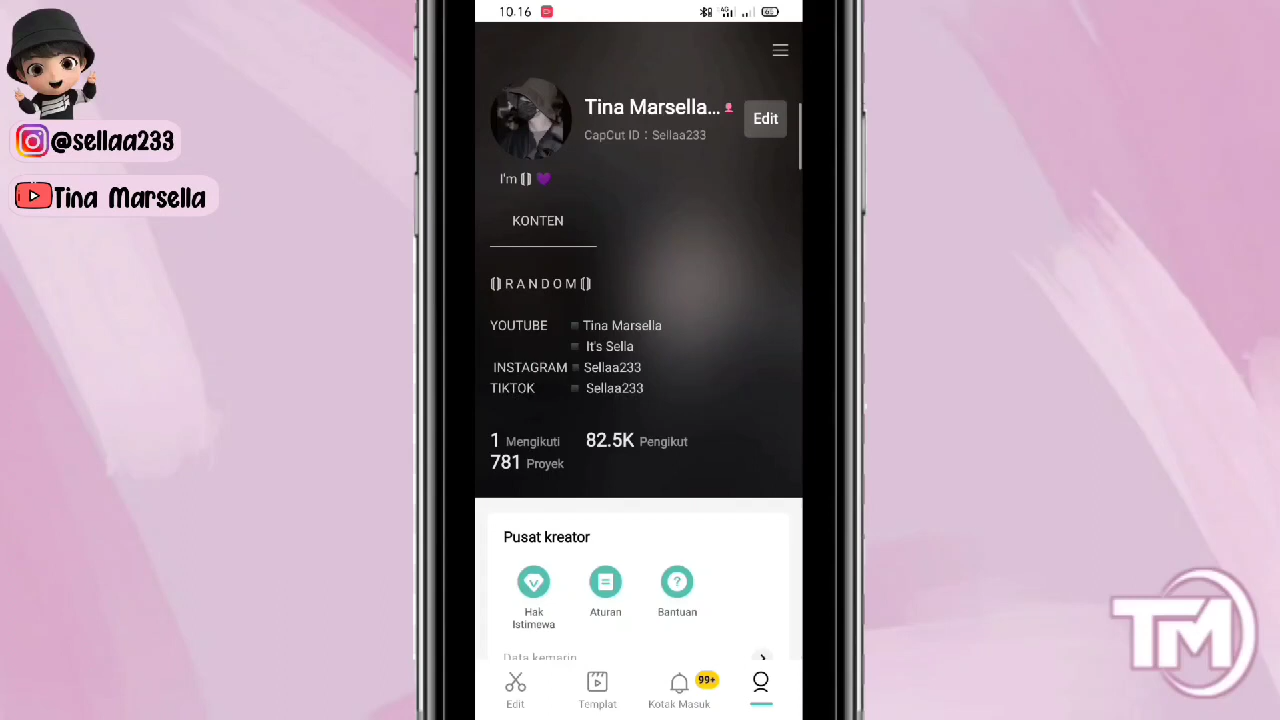 10.16
@sellaa233
Tina Marsella
Tina Marsella...
Edit
CapCut ID : Sellaa233
I'm 💜
KONTEN
RANDOM
YOUTUBE Tina Marsella
It's Sella
INSTAGRAM Sellaa233
TIKTOK Sellaa233
1 Mengikuti 82.5K Pengikut
781 Proyek
Pusat kreator
Hak Istimewa
Aturan
Bantuan
Data kemarin
Edit
Templat
Kotak Masuk
99+
TM